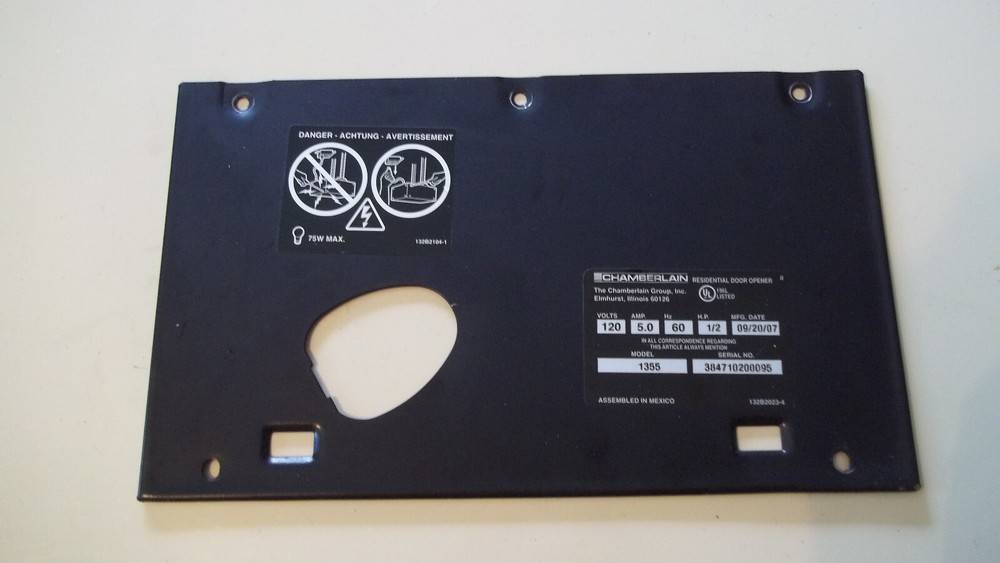 DANGER - ACHTUNG - AVERTISSEMENT
75W MAX.
132B2104-1
CHAMBERLAIN RESIDENTIAL DOOR OPENER
The Chamberlain Group, Inc.
Elmhurst, Illinois 60126
UL 196L
LISTED
VOLTS AMP. Hz H.P. MFG. DATE
120 5.0 60 1/2 09/20/07
IN ALL CORRESPONDENCE REGARDING
THIS ARTICLE ALWAYS MENTION
MODEL SERIAL NO.
1355 384710200095
ASSEMBLED IN MEXICO 132B2023-4